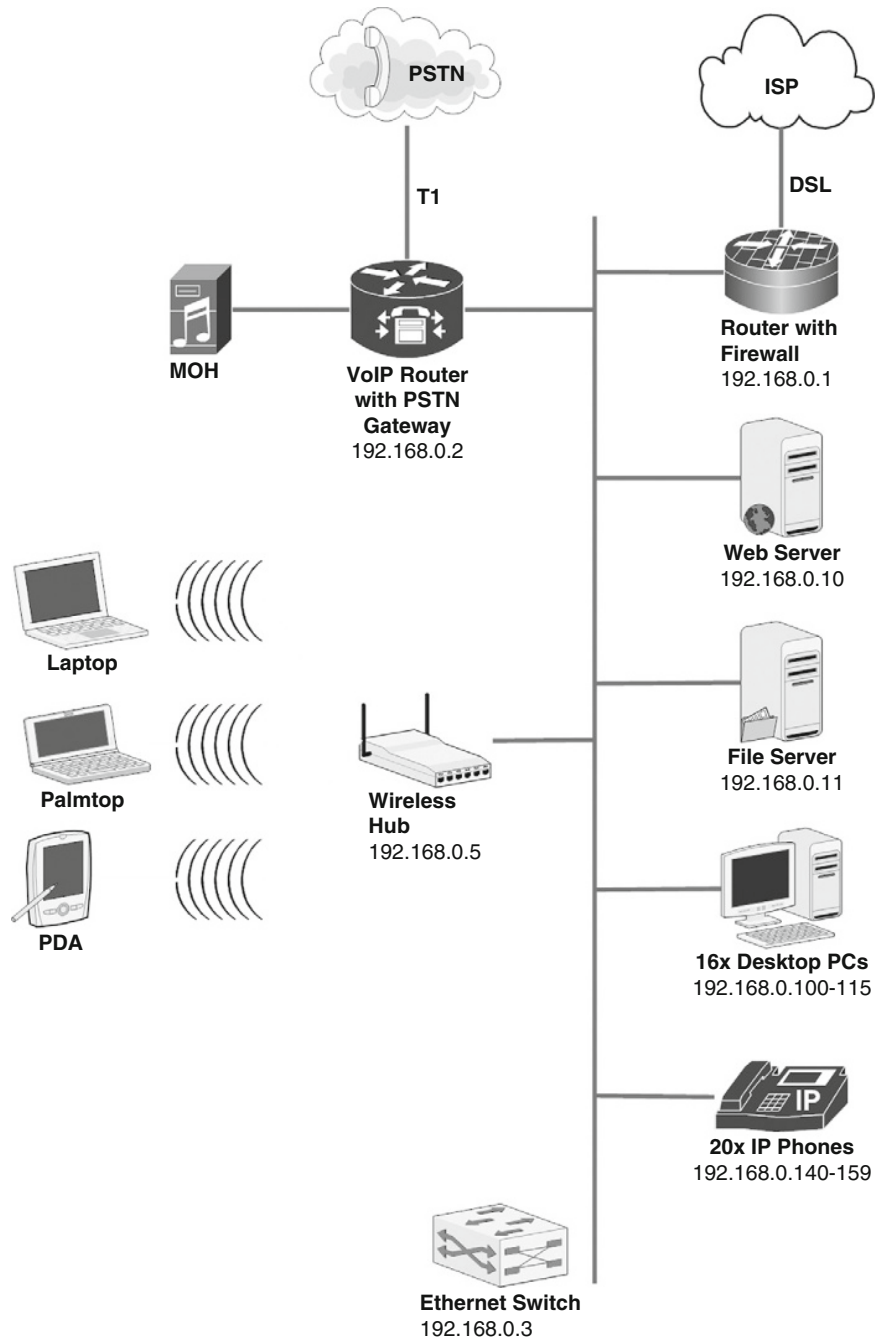 PSTN
ISP
T1
DSL
MOH
VoIP Router
with PSTN
Gateway
192.168.0.2
Router with
Firewall
192.168.0.1
Web Server
192.168.0.10
Laptop
File Server
192.168.0.11
Palmtop
Wireless
Hub
192.168.0.5
PDA
16x Desktop PCs
192.168.0.100-115
IP
20x IP Phones
192.168.0.140-159
Ethernet Switch
192.168.0.3